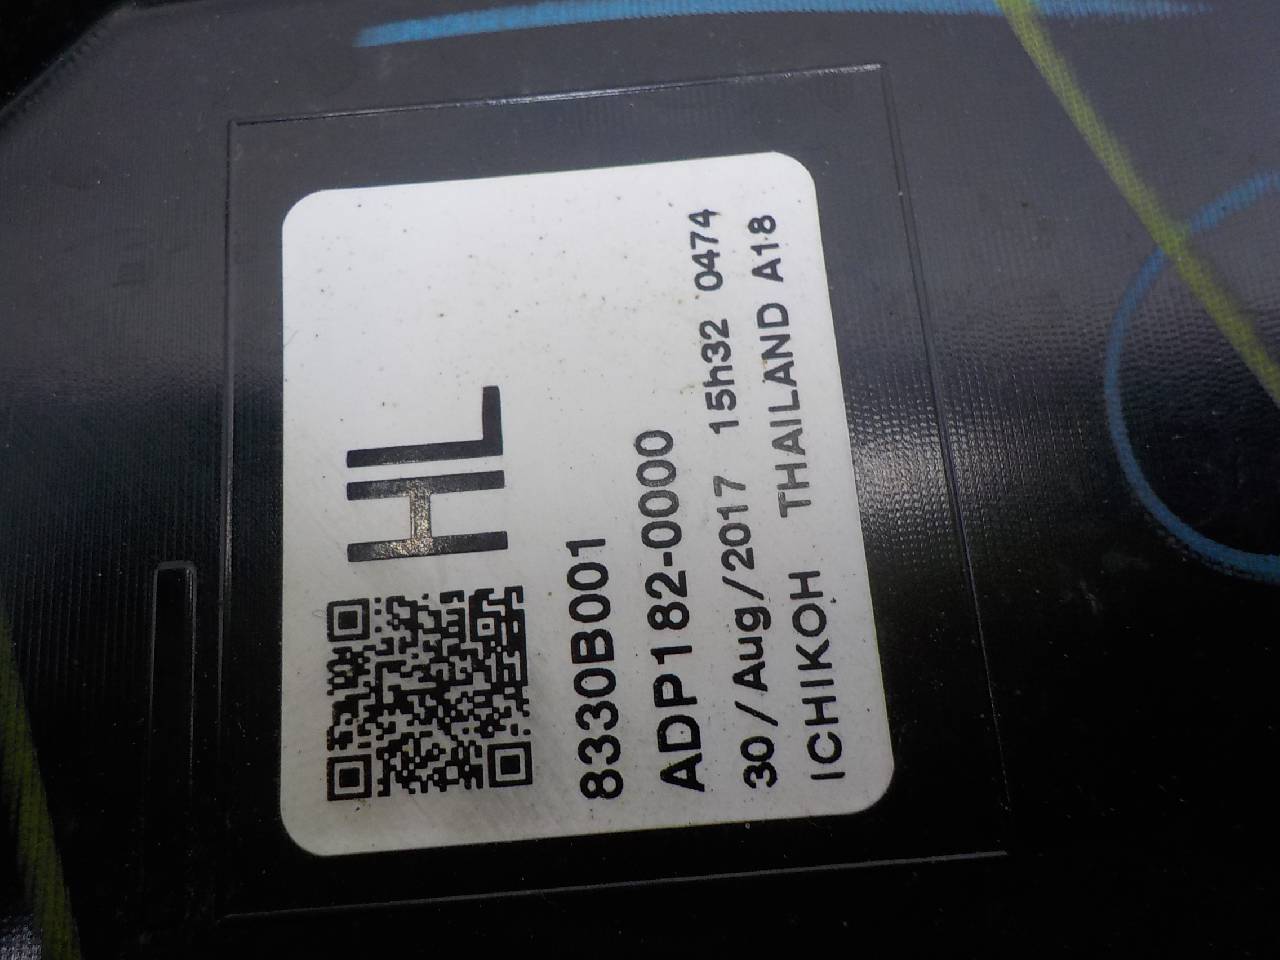 HL
8330B001
ADP182-0000
30/Aug/2017 15h32 0474
ICHIKOH THAILAND A18